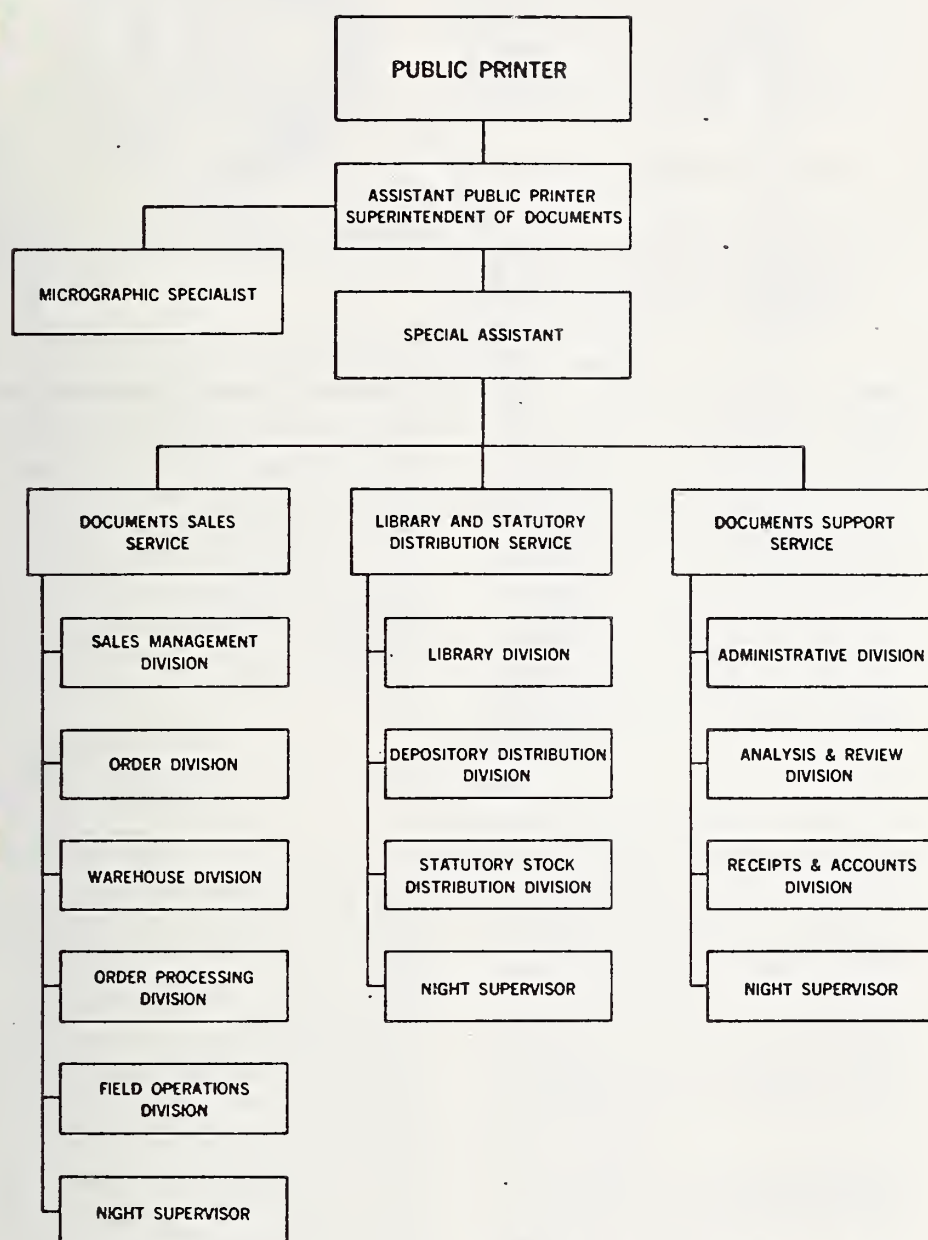 PUBLIC PRINTER
ASSISTANT PUBLIC PRINTER
SUPERINTENDENT OF DOCUMENTS
MICROGRAPHIC SPECIALIST
SPECIAL ASSISTANT
DOCUMENTS SALES
SERVICE
SALES MANAGEMENT
DIVISION
ORDER DIVISION
WAREHOUSE DIVISION
ORDER PROCESSING
DIVISION
FIELD OPERATIONS
DIVISION
NIGHT SUPERVISOR
LIBRARY AND STATUTORY
DISTRIBUTION SERVICE
LIBRARY DIVISION
DEPOSITORY DISTRIBUTION
DIVISION
STATUTORY STOCK
DISTRIBUTION DIVISION
NIGHT SUPERVISOR
DOCUMENTS SUPPORT
SERVICE
ADMINISTRATIVE DIVISION
ANALYSIS & REVIEW
DIVISION
RECEIPTS & ACCOUNTS
DIVISION
NIGHT SUPERVISOR